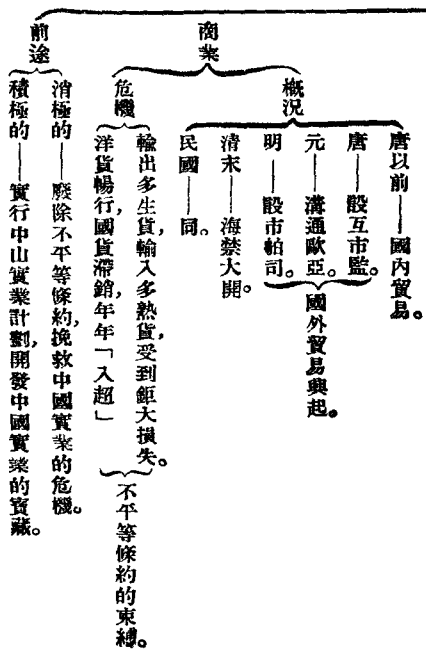 商業
概況
唐以前——國內貿易。
唐——設互市監。
元——溝通歐亞。
明——設市舶司。
國外貿易興起。
清末——海禁大開。
民國——同。
危機
輸出多生貨,輸入多熟貨,受到鉅大損失。
洋貨暢行,國貨滯銷,年年「入超」
不平等條約的束縛。
前途
消極的——廢除不平等條約,挽救中國實業的危機。
積極的——實行中山實業計劃,開發中國實業的寶藏。